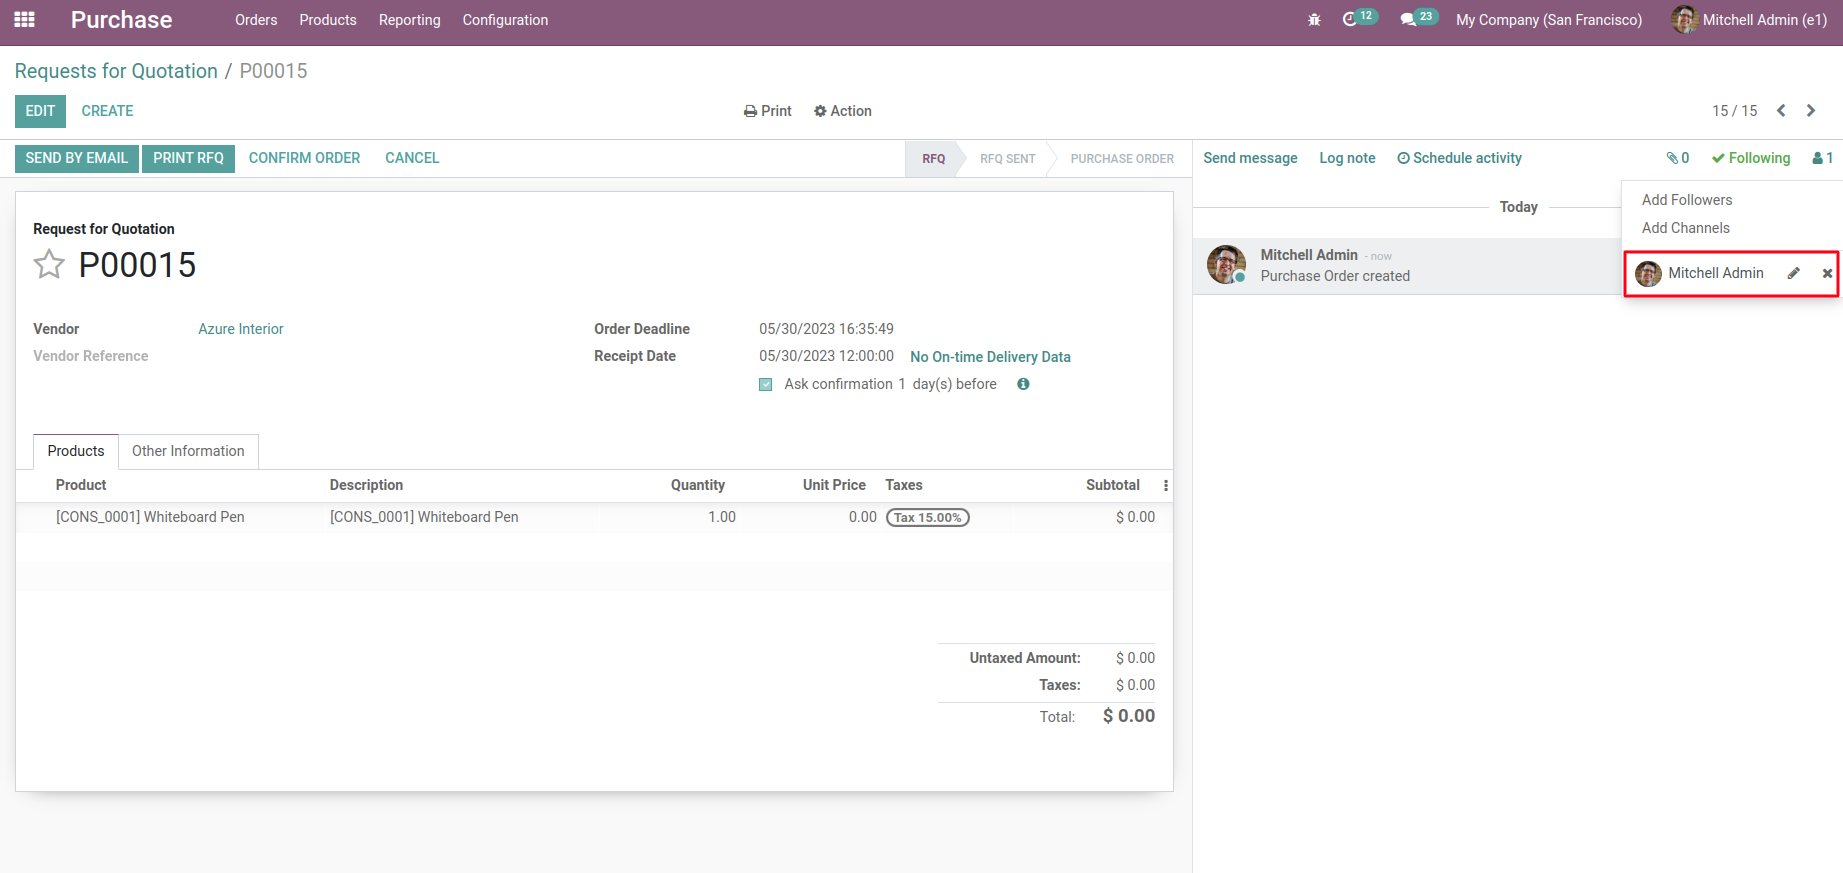 Purchase Orders Products Reporting Configuration 12 23 My Company (San Francisco) Mitchell Admin (e1)
Requests for Quotation / P00015
EDIT CREATE Print Action 15 / 15
SEND BY EMAIL PRINT RFQ CONFIRM ORDER CANCEL RFQ RFQ SENT PURCHASE ORDER
Send message Log note Schedule activity 0 Following 1
Add Followers
Add Channels
Mitchell Admin
Today
Mitchell Admin - now
Purchase Order created
Request for Quotation
P00015
Vendor Azure Interior
Vendor Reference
Order Deadline 05/30/2023 16:35:49
Receipt Date 05/30/2023 12:00:00 No On-time Delivery Data
Ask confirmation 1 day(s) before
Products Other Information
Product Description Quantity Unit Price Taxes Subtotal
[CONS_0001] Whiteboard Pen [CONS_0001] Whiteboard Pen 1.00 0.00 Tax 15.00% $ 0.00
Untaxed Amount: $ 0.00
Taxes: $ 0.00
Total: $ 0.00